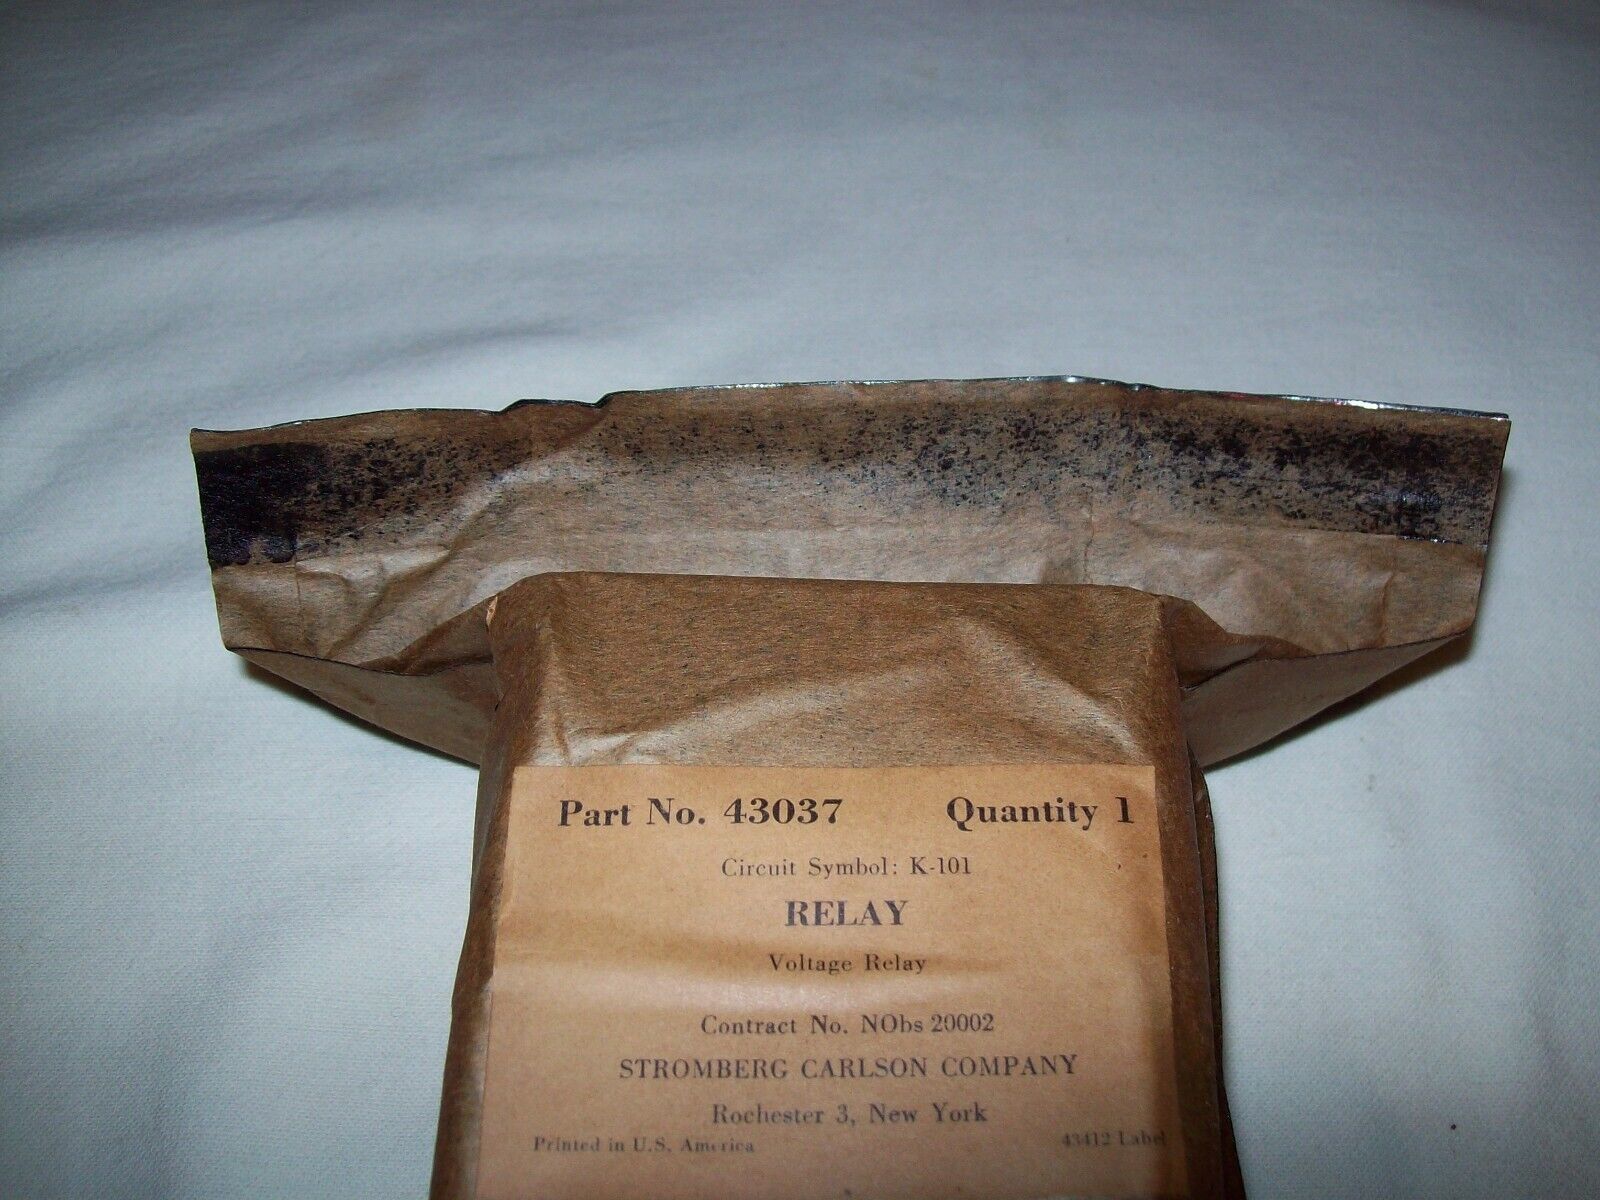 Part No. 43037 Quantity 1
Circuit Symbol: K-101
RELAY
Voltage Relay
Contract No. NObs 20002
STROMBERG CARLSON COMPANY
Rochester 3, New York
Printed in U.S. America 43412 Label